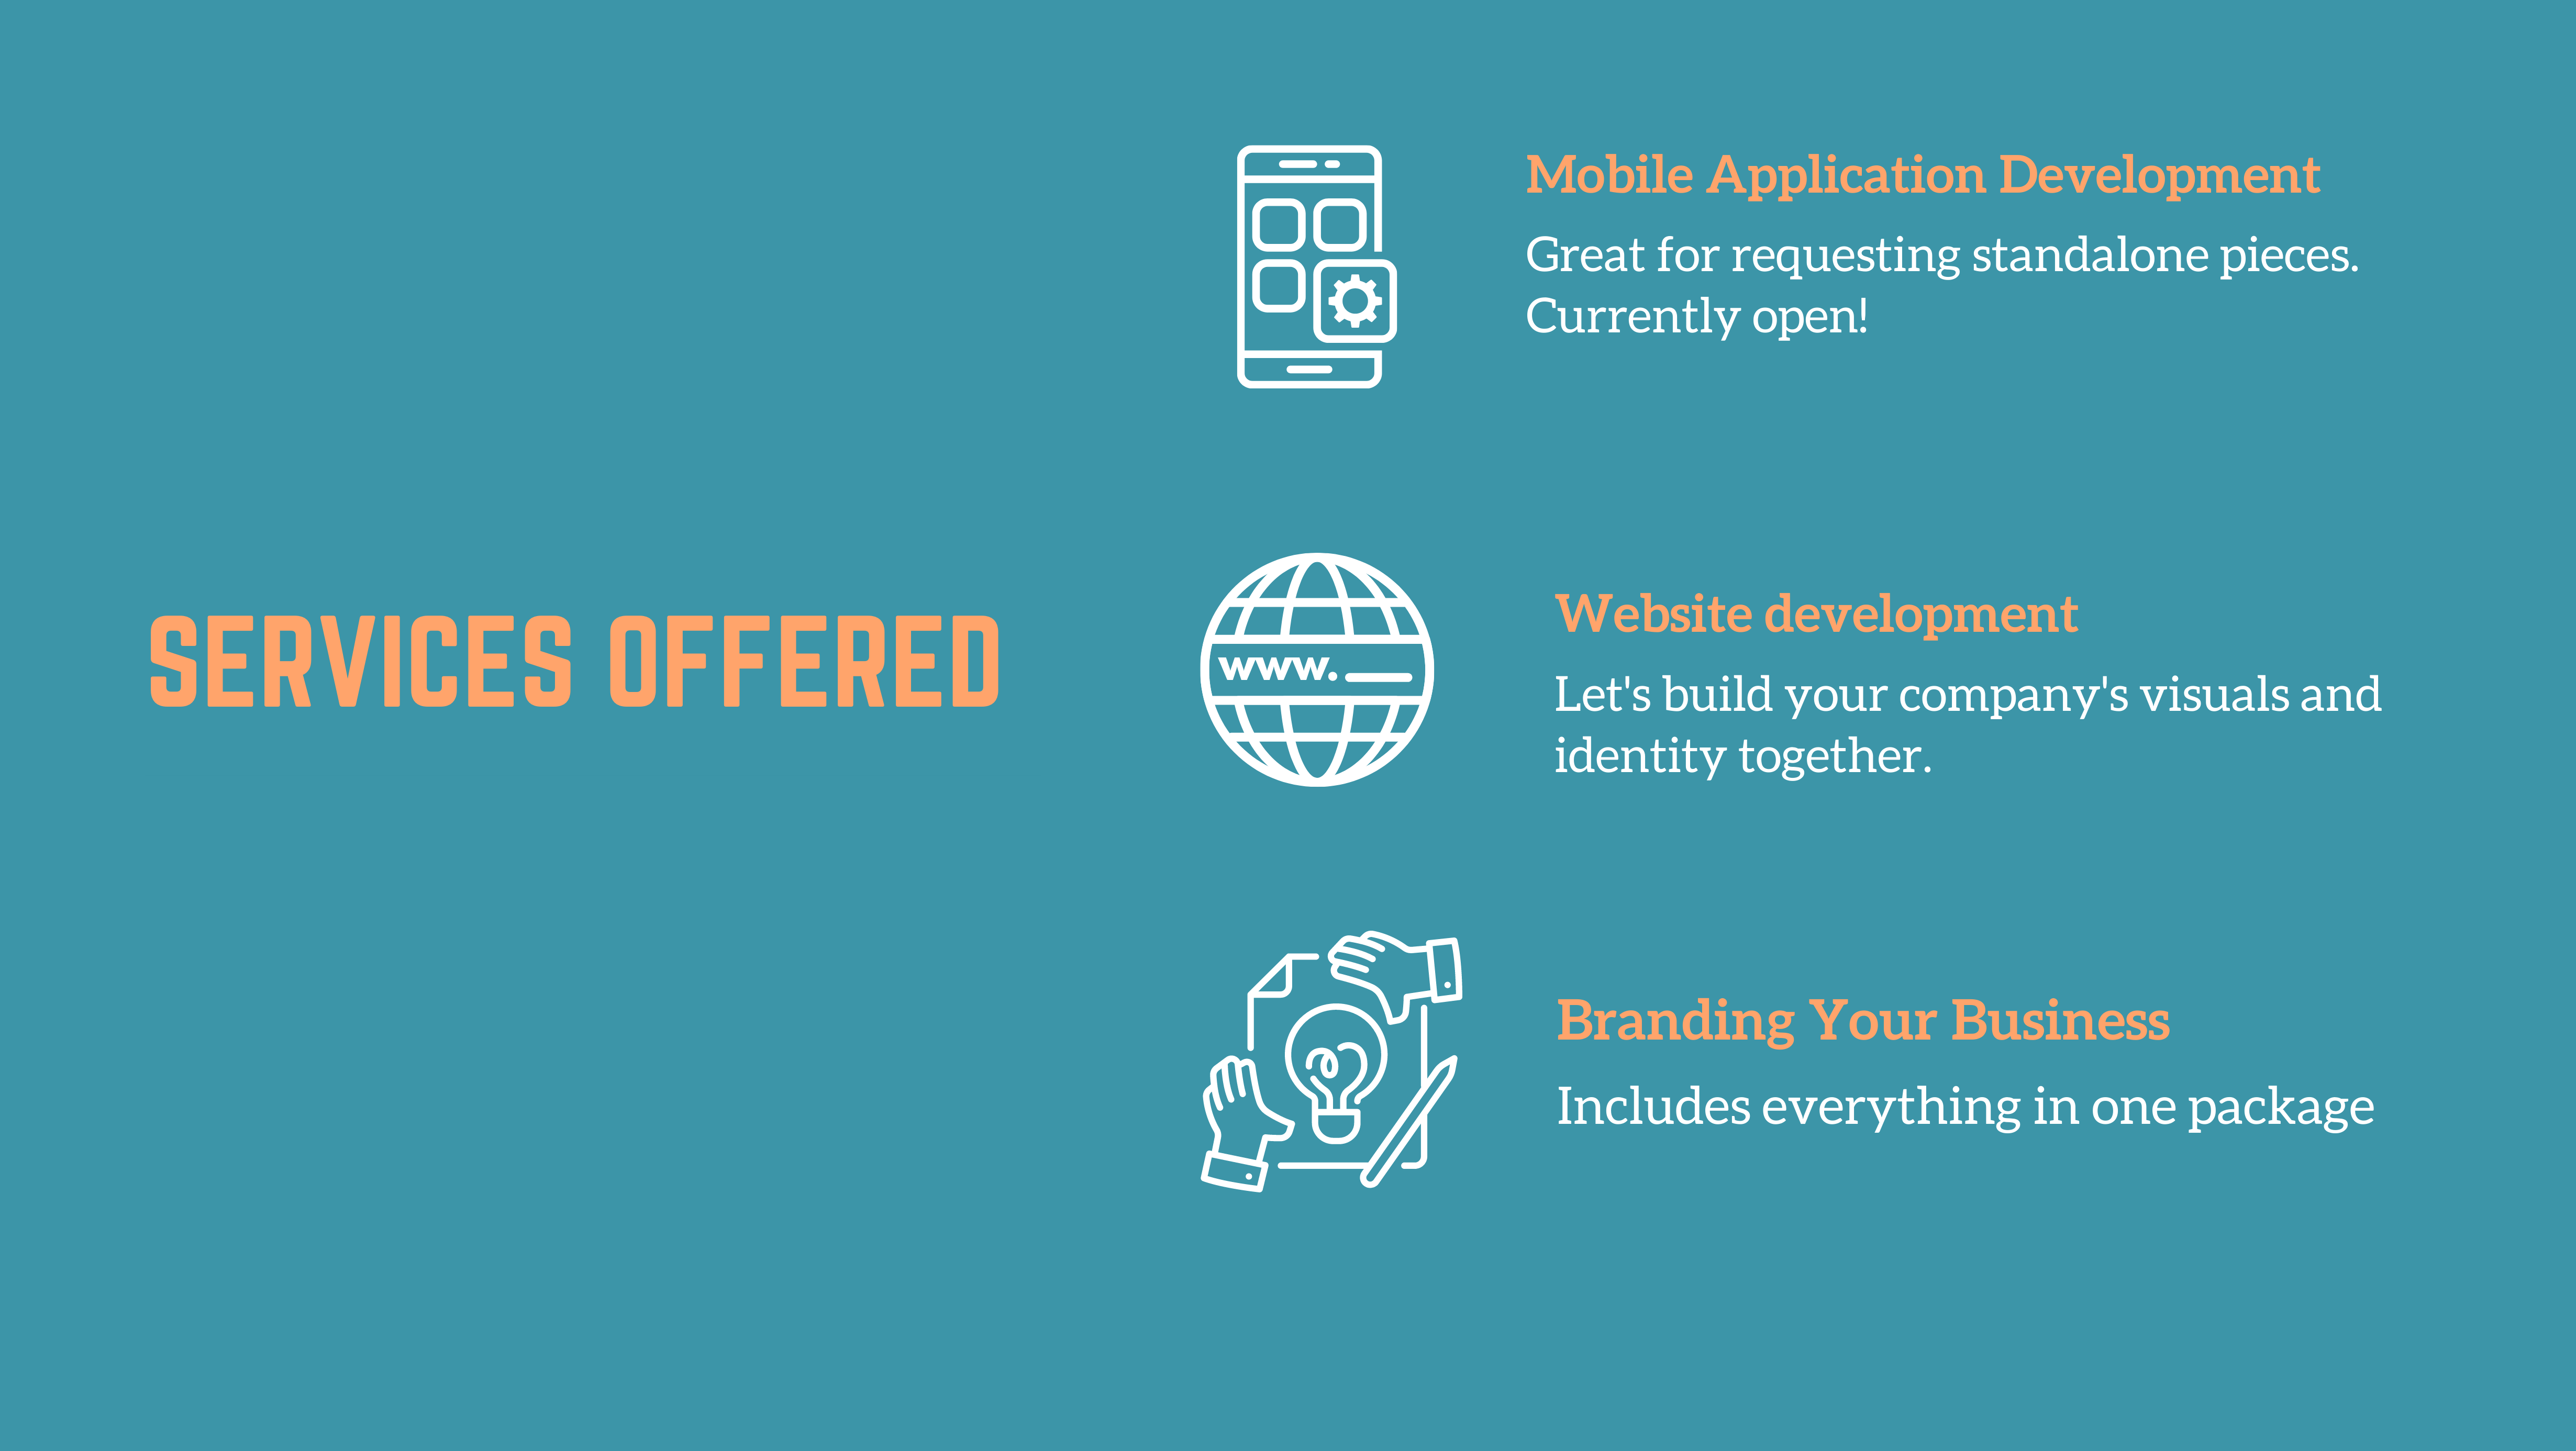 SERVICES OFFERED
Mobile Application Development
Great for requesting standalone pieces.
Currently open!
www.
Website development
Let's build your company's visuals and
identity together.
Branding Your Business
Includes everything in one package